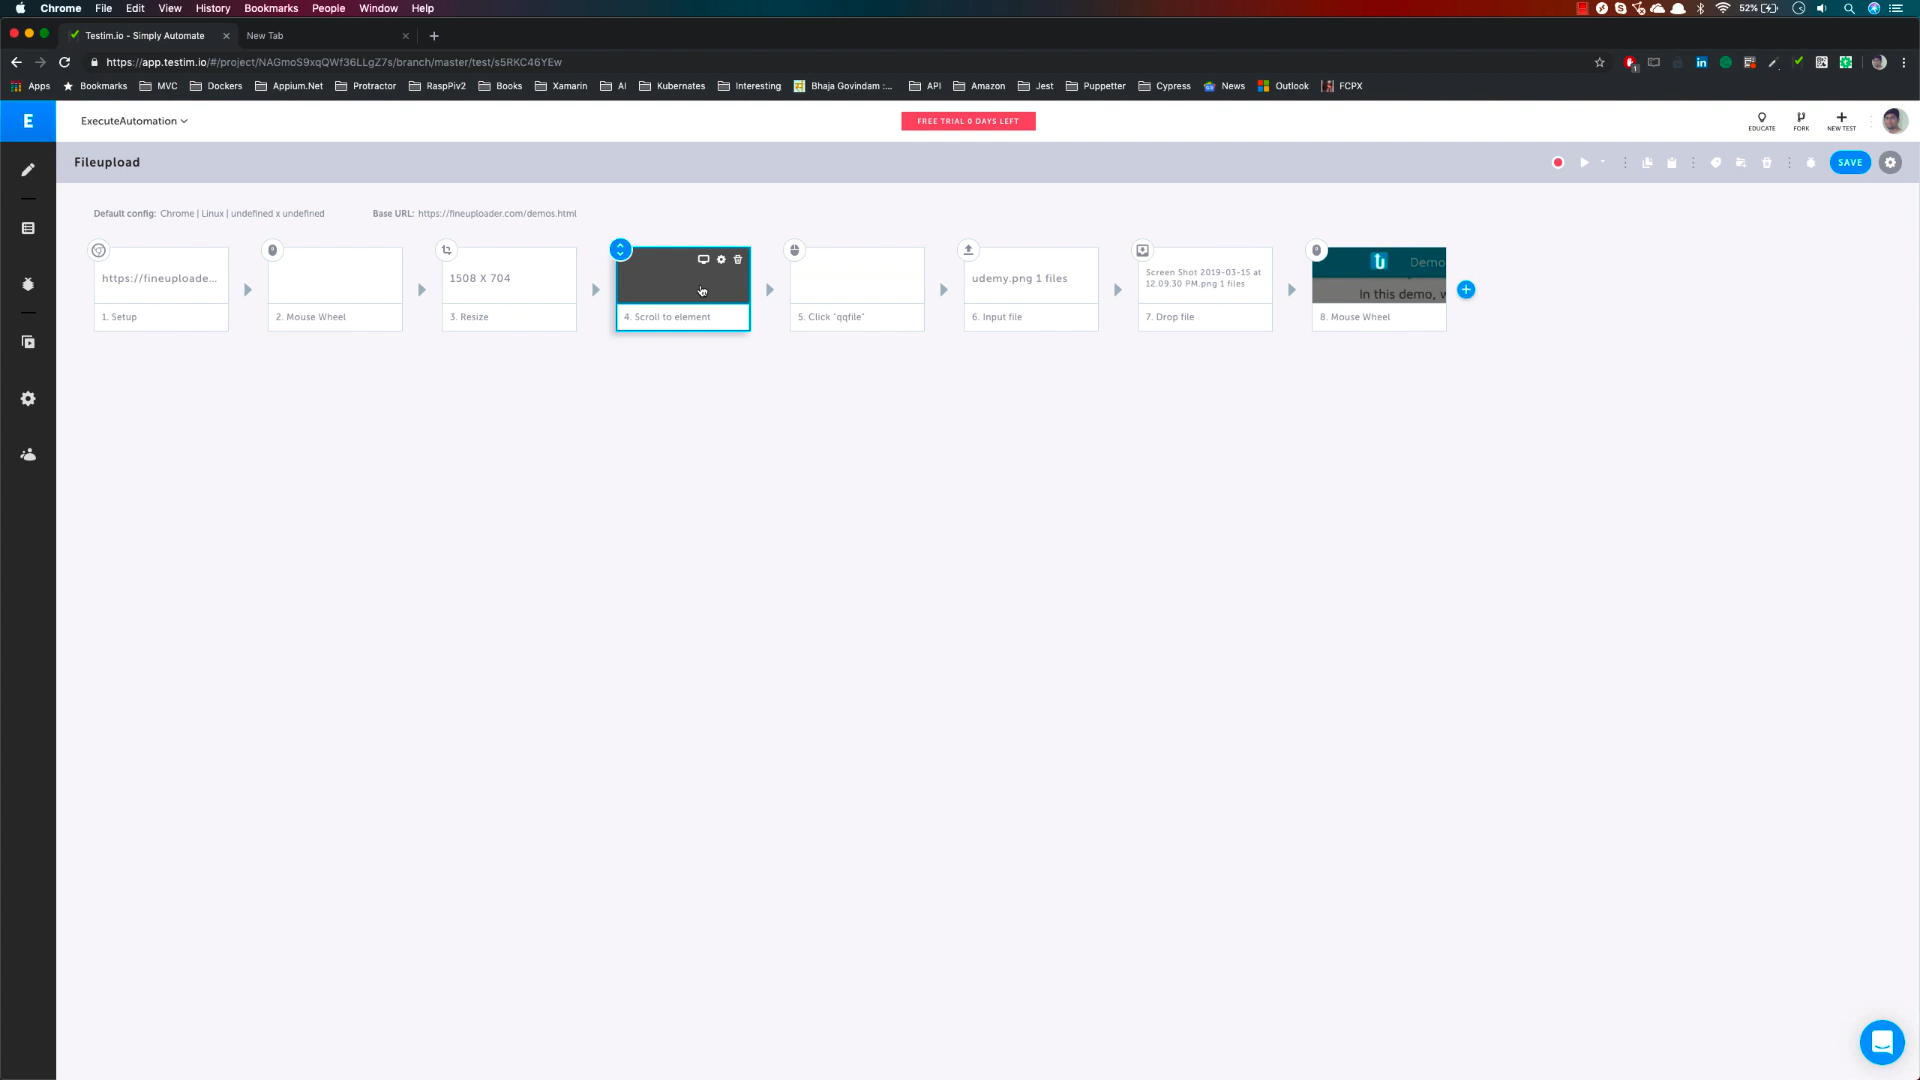 Chrome File Edit View History Bookmarks People Window Help 52%
Testim.io - Simply Automate New Tab
https://app.testim.io/#/project/NAGmoS9xqQWf36LLgZ7s/branch/master/test/s5RKC46YEw
Apps Bookmarks MVC Dockers Appium.Net Protractor RaspPiv2 Books Xamarin AI Kubernates Interesting Bhaja Govindam :... API Amazon Jest Puppetter Cypress News Outlook FCPX
E ExecuteAutomation FREE TRIAL 0 DAYS LEFT EDUCATE FORK NEW TEST
Fileupload SAVE
Default config: Chrome | Linux | undefined x undefined Base URL: https://fineuploader.com/demos.html
https://fineuploade...
1. Setup
2. Mouse Wheel
1508 X 704
3. Resize
4. Scroll to element
5. Click "qqfile"
udemy.png 1 files
6. Input file
Screen Shot 2019-03-15 at
12.09.30 PM.png 1 files
7. Drop file
Demo
In this demo, w
8. Mouse Wheel